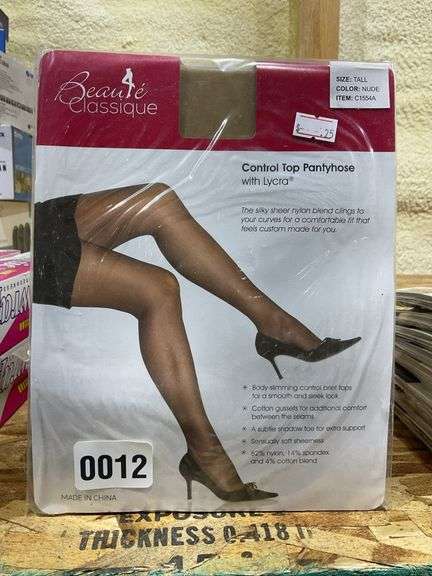 Beauté
Classique
SIZE: TALL
COLOR: NUDE
ITEM: C1554A
.25
Control Top Pantyhose
with Lycra®
The silky sheer nylon blend clings to
your curves for a comfortable fit that
feels custom made for you.
Body-slimming control brief tops
for a smooth and sleek look
Cotton gussets for additional comfort
between the seams
A subtle shadow toe for extra support
Sensually soft sheerness
82% nylon, 14% spandex
and 4% cotton blend
0012
MADE IN CHINA
EXPOSURE
THICKNESS 0.418 I